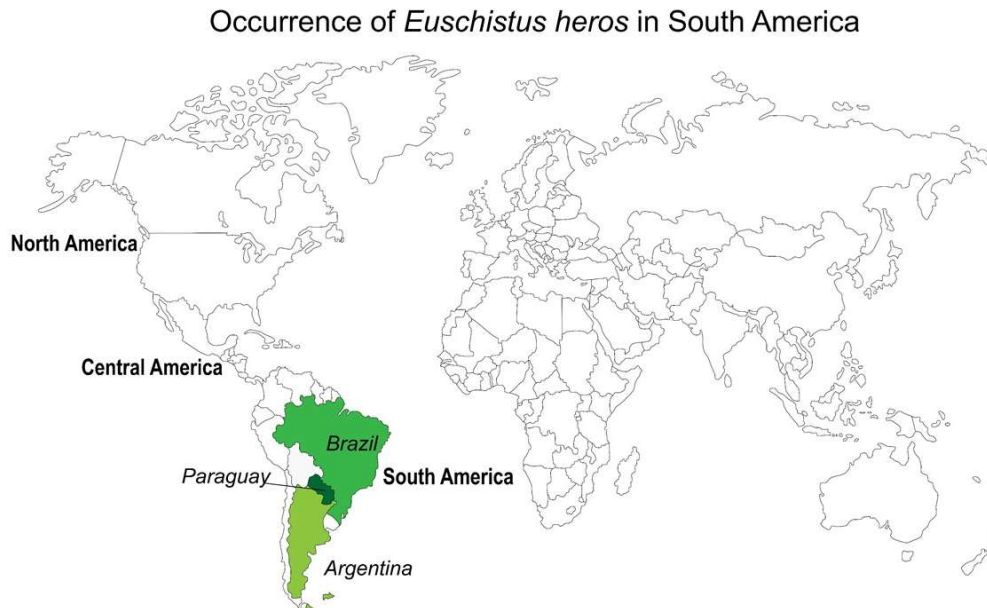 Occurrence of Euschistus heros in South America
North America
Central America
Brazil
Paraguay
South America
Argentina